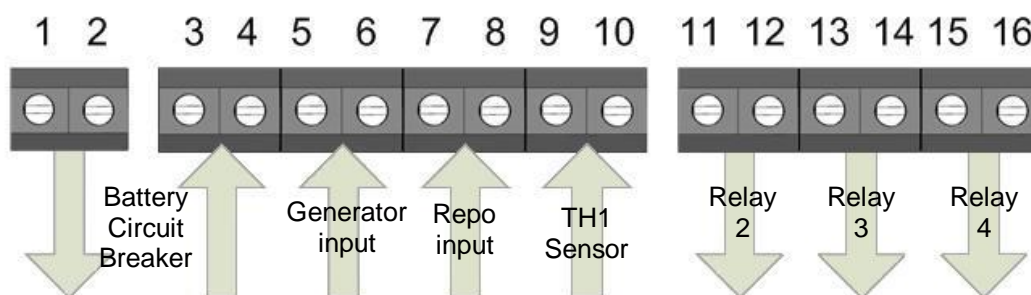 1 2 3 4 5 6 7 8 9 10 11 12 13 14 15 16
Battery
Circuit
Breaker
Generator
input
Repo
input
TH1
Sensor
Relay
2
Relay
3
Relay
4